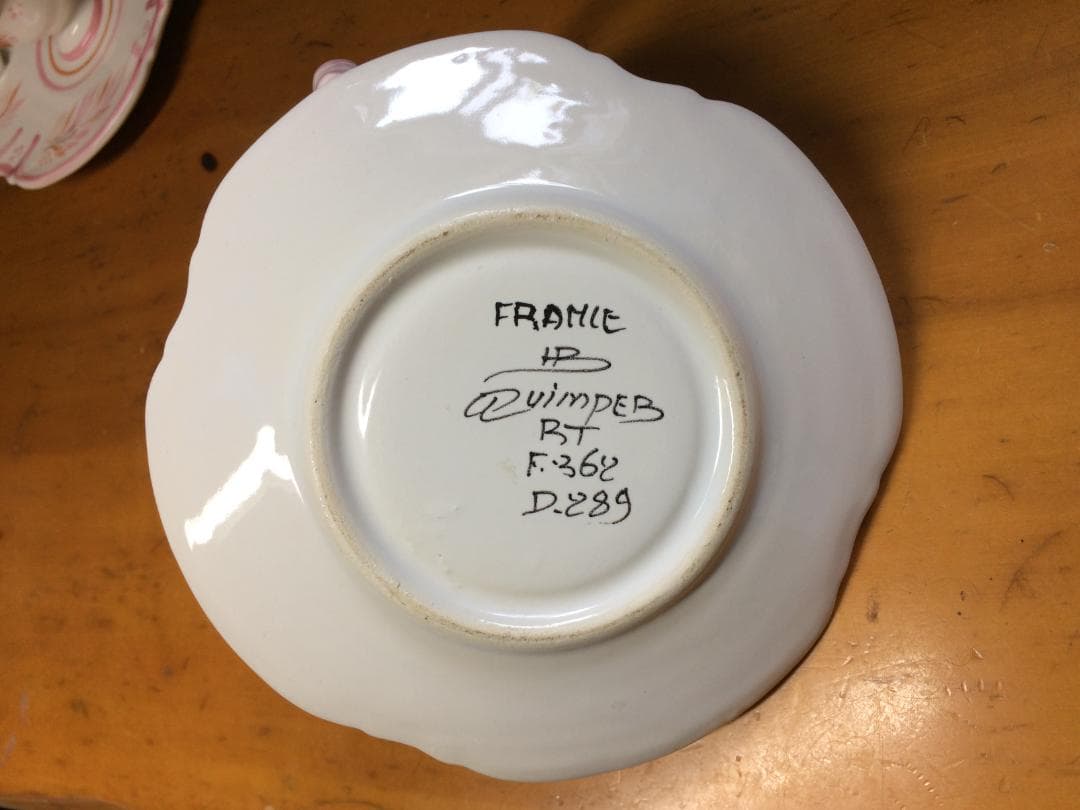 FRANCE
HB
Quimper
RT
F.362
D.289